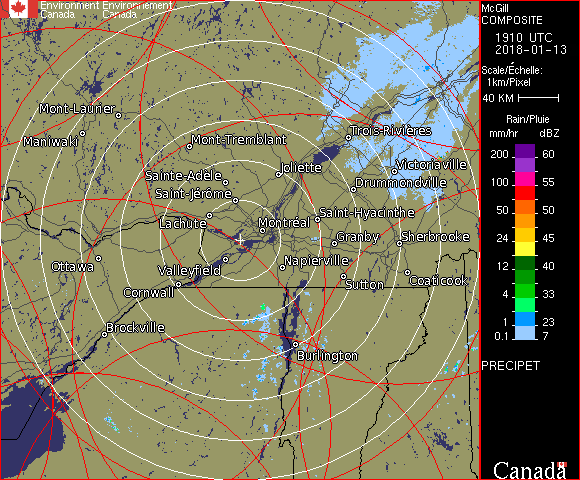 Environment Environnement
Canada Canada
McGill
COMPOSITE
1910 UTC
2018-01-13
Scale/Échelle:
1km/Pixel
40 KM
Rain/Pluie
mm/hr dBZ
200 60
150 57
100 55
50 50
24 45
12 40
4 33
1 23
0.1 7
PRECIPET
Canada
Mont-Laurier
Maniwaki
Mont-Tremblant
Trois-Rivières
Sainte-Adèle
Joliette
Victoriaville
Saint-Jérôme
Drummondville
Lachute
Montréal
Saint-Hyacinthe
Granby
Sherbrooke
Ottawa
Valleyfield
Napierville
Cornwall
Sutton
Coaticook
Brockville
Burlington